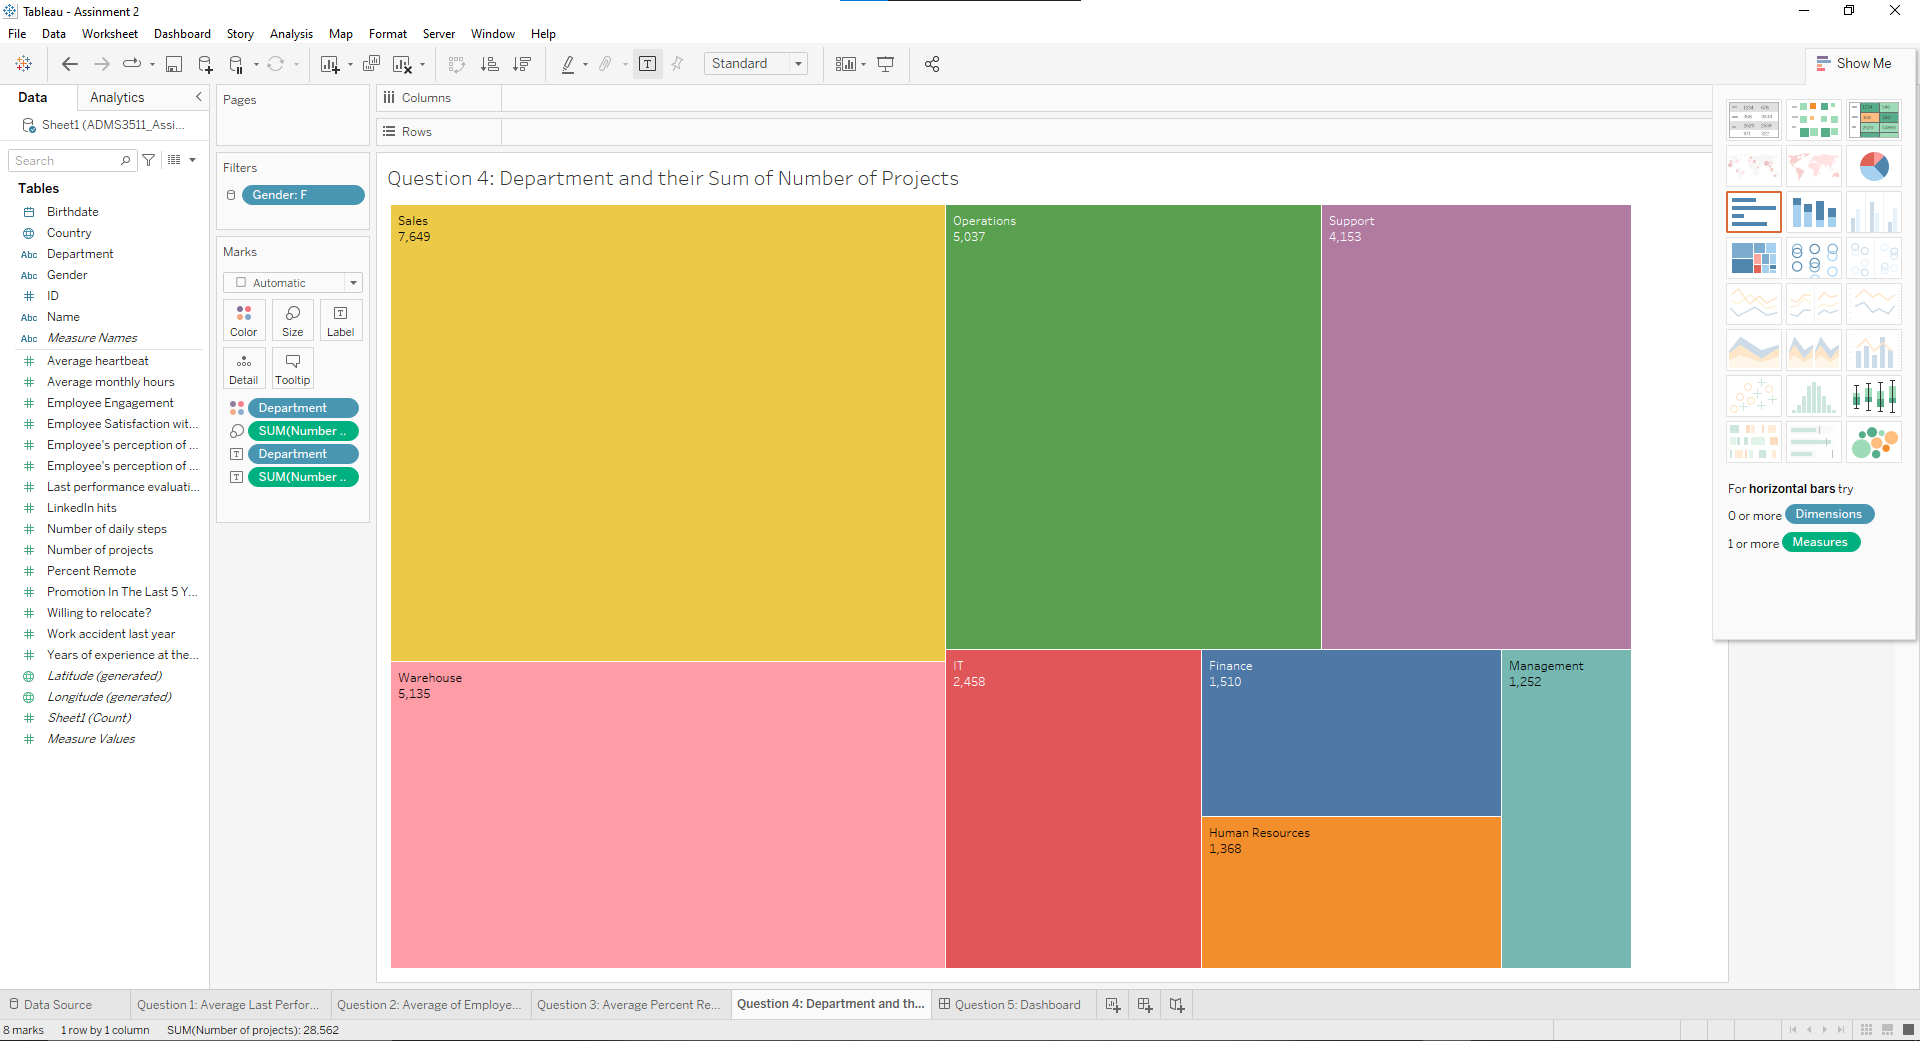 Tableau - Assinment 2
File Data Worksheet Dashboard Story Analysis Map Format Server Window Help
Standard
Show Me
Data Analytics
Sheet1 (ADMS3511_Assi...
Search
Tables
Birthdate
Country
Abc Department
Abc Gender
ID
Abc Name
Abc Measure Names
Average heartbeat
Average monthly hours
Employee Engagement
Employee Satisfaction wit...
Employee's perception of ...
Employee's perception of ...
Last performance evaluati...
LinkedIn hits
Number of daily steps
Number of projects
Percent Remote
Promotion In The Last 5 Y...
Willing to relocate?
Work accident last year
Years of experience at the...
Latitude (generated)
Longitude (generated)
Sheet1 (Count)
Measure Values
Pages
Filters
Gender: F
Marks
Automatic
Color Size Label
Detail Tooltip
Department
SUM(Number ..
Department
SUM(Number ..
Columns
Rows
Question 4: Department and their Sum of Number of Projects
Sales
7,649
Operations
5,037
Support
4,153
Warehouse
5,135
IT
2,458
Finance
1,510
Management
1,252
Human Resources
1,368
For horizontal bars try
0 or more Dimensions
1 or more Measures
Data Source Question 1: Average Last Perfor... Question 2: Average of Employe... Question 3: Average Percent Re... Question 4: Department and th... Question 5: Dashboard
8 marks 1 row by 1 column SUM(Number of projects): 28,562